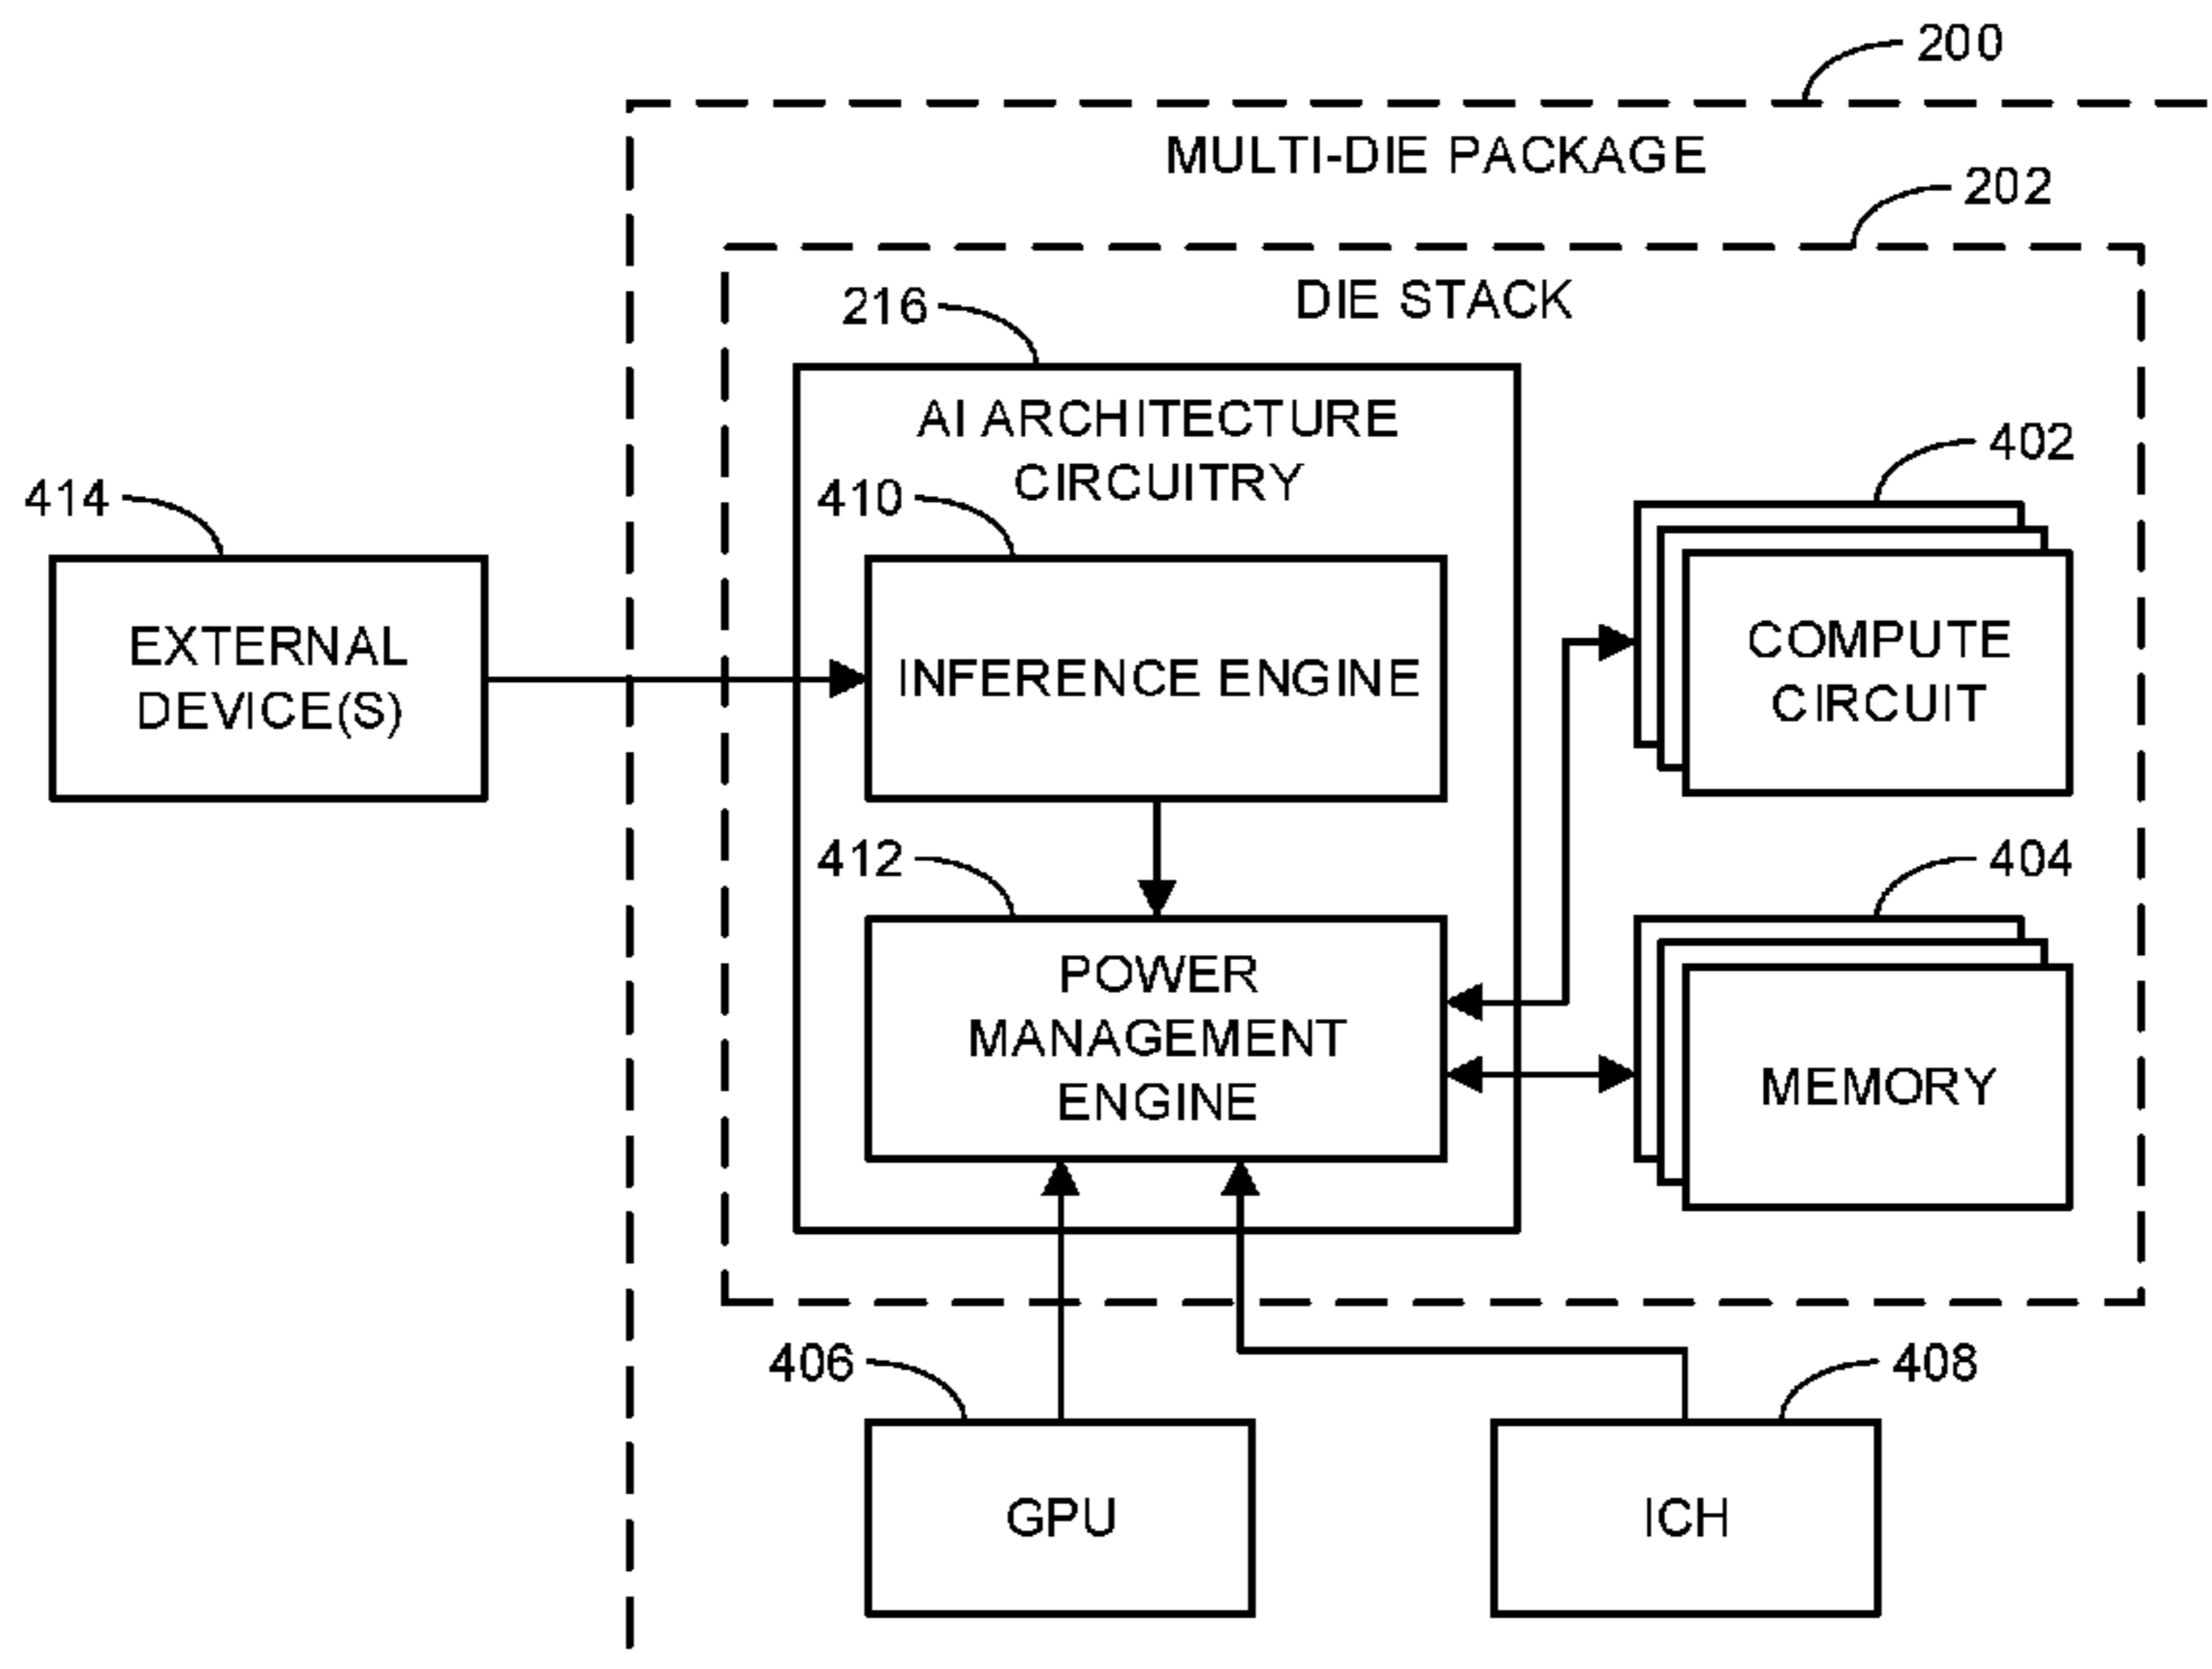 200
MULTI-DIE PACKAGE
202
DIE STACK
216
AI ARCHITECTURE
CIRCUITRY
402
414
410
EXTERNAL
DEVICE(S)
INFERENCE ENGINE
COMPUTE
CIRCUIT
412
404
POWER
MANAGEMENT
ENGINE
MEMORY
406
408
GPU
ICH